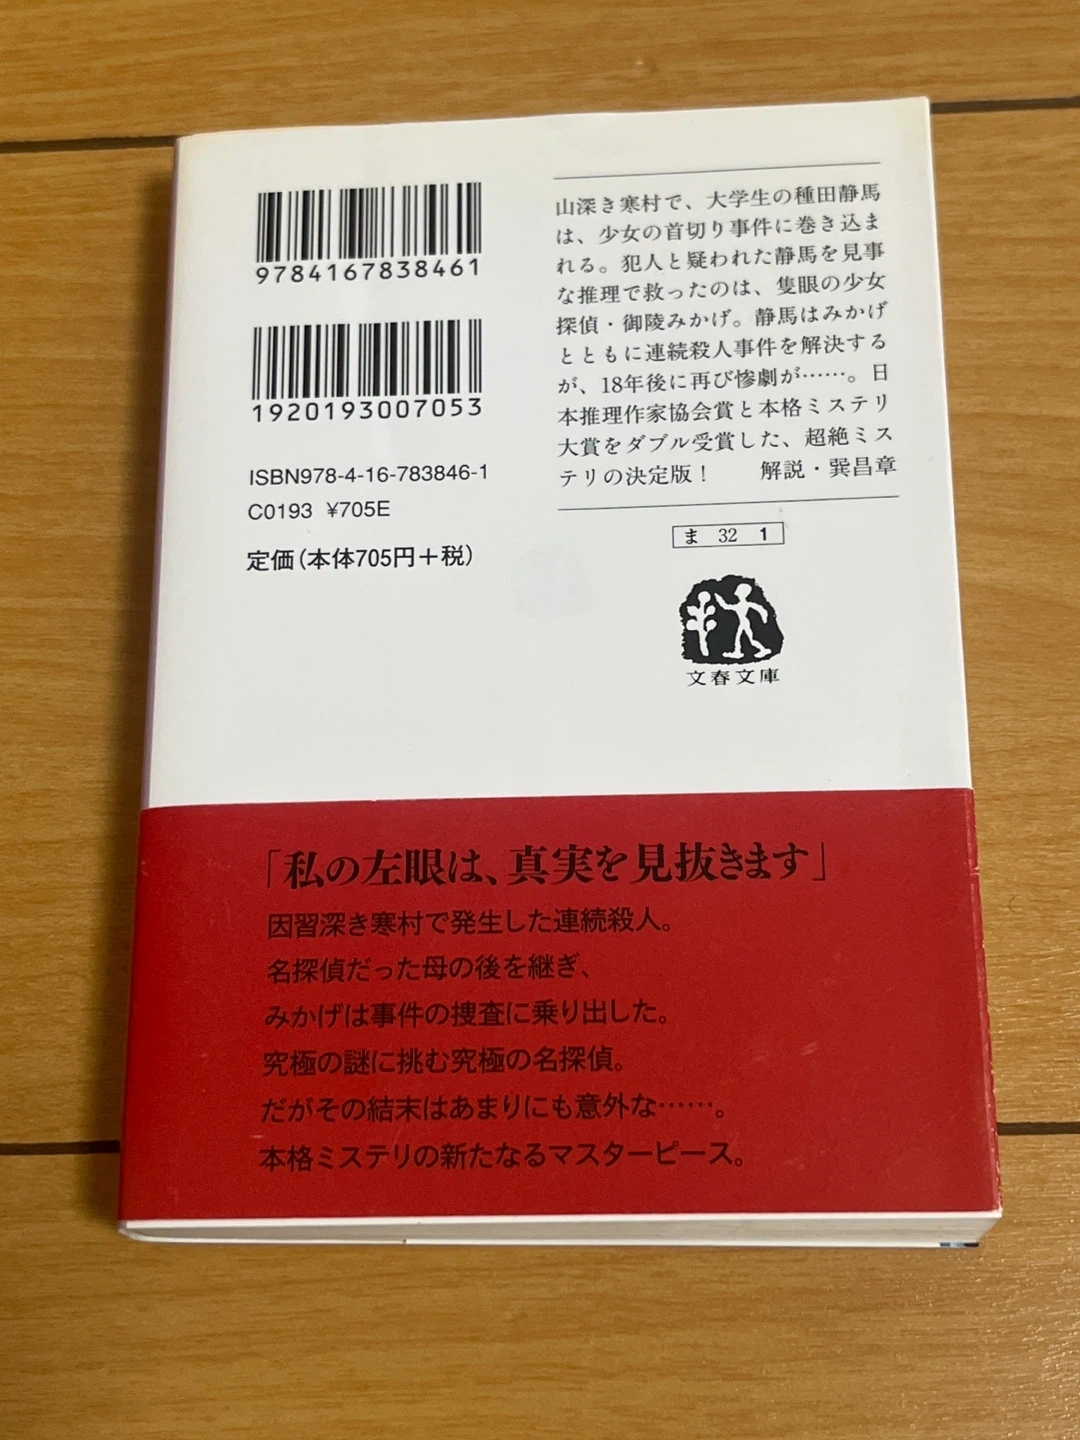 9784167838461
1920193007053
ISBN978-4-16-783846-1
C0193 ¥705E
定価(本体705円+税)
山深き寒村で、大学生の種田静馬
は、少女の首切り事件に巻き込ま
れる。犯人と疑われた静馬を見事
な推理で救ったのは、隻眼の少女
探偵・御陵みかげ。静馬はみかげ
とともに連続殺人事件を解決する
が、18年後に再び惨劇が……。日
本推理作家協会賞と本格ミステリ
大賞をダブル受賞した、超絶ミス
テリの決定版！　解説・巽昌章
ま 32 1
文春文庫
「私の左眼は、真実を見抜きます」
因習深き寒村で発生した連続殺人。
名探偵だった母の後を継ぎ、
みかげは事件の捜査に乗り出した。
究極の謎に挑む究極の名探偵。
だがその結末はあまりにも意外な……。
本格ミステリの新たなるマスターピース。